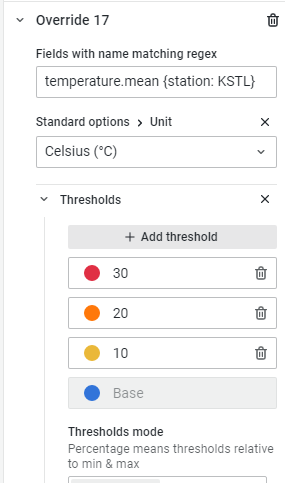 Override 17
Fields with name matching regex
temperature.mean {station: KSTL}
Standard options > Unit
Celsius (°C)
Thresholds
+ Add threshold
30
20
10
Base
Thresholds mode
Percentage means thresholds relative
to min & max